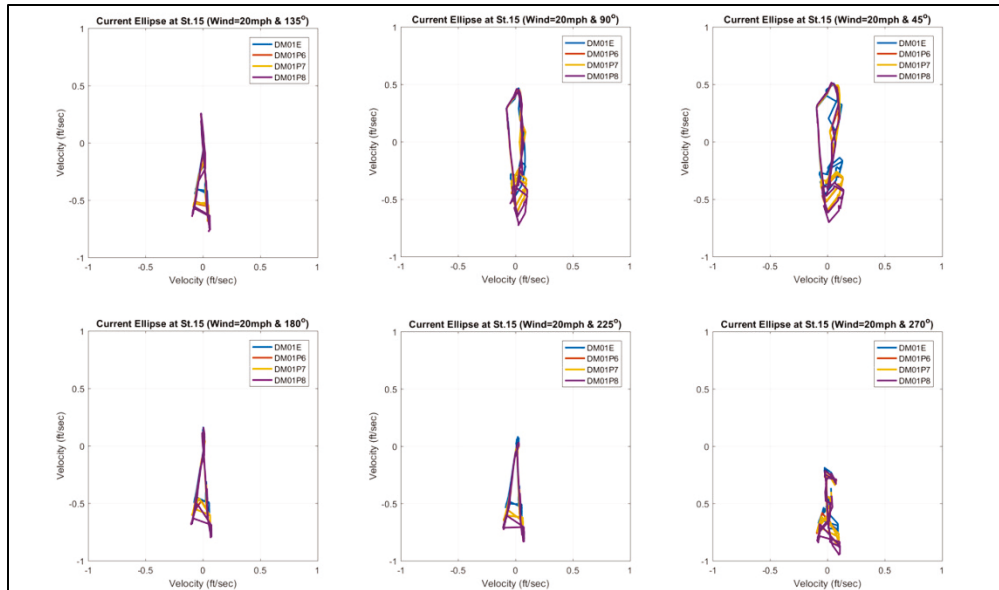 Current Ellipse at St.15 (Wind=20mph & 135°)
1
0.5
0
-0.5
-1
Velocity (ft/sec)
DM01E
DM01P6
DM01P7
DM01P8
-1 -0.5 0 0.5 1
Velocity (ft/sec)
Current Ellipse at St.15 (Wind=20mph & 90°)
1
0.5
0
-0.5
-1
Velocity (ft/sec)
DM01E
DM01P6
DM01P7
DM01P8
-1 -0.5 0 0.5 1
Velocity (ft/sec)
Current Ellipse at St.15 (Wind=20mph & 45°)
1
0.5
0
-0.5
-1
Velocity (ft/sec)
DM01E
DM01P6
DM01P7
DM01P8
-1 -0.5 0 0.5 1
Velocity (ft/sec)
Current Ellipse at St.15 (Wind=20mph & 180°)
1
0.5
0
-0.5
-1
Velocity (ft/sec)
DM01E
DM01P6
DM01P7
DM01P8
-1 -0.5 0 0.5 1
Velocity (ft/sec)
Current Ellipse at St.15 (Wind=20mph & 225°)
1
0.5
0
-0.5
-1
Velocity (ft/sec)
DM01E
DM01P6
DM01P7
DM01P8
-1 -0.5 0 0.5 1
Velocity (ft/sec)
Current Ellipse at St.15 (Wind=20mph & 270°)
1
0.5
0
-0.5
-1
Velocity (ft/sec)
DM01E
DM01P6
DM01P7
DM01P8
-1 -0.5 0 0.5 1
Velocity (ft/sec)